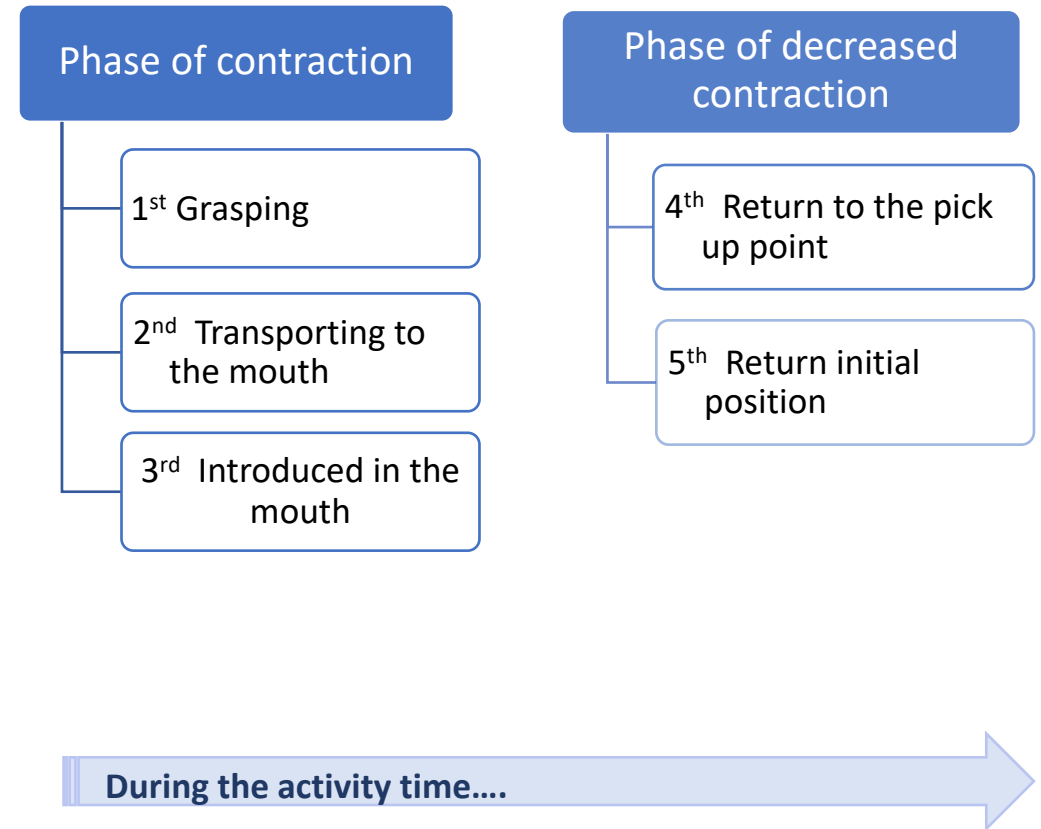 Phase of contraction
1st Grasping
2nd Transporting to
the mouth
3rd Introduced in the
mouth
Phase of decreased
contraction
4th Return to the pick
up point
5th Return initial
position
During the activity time....